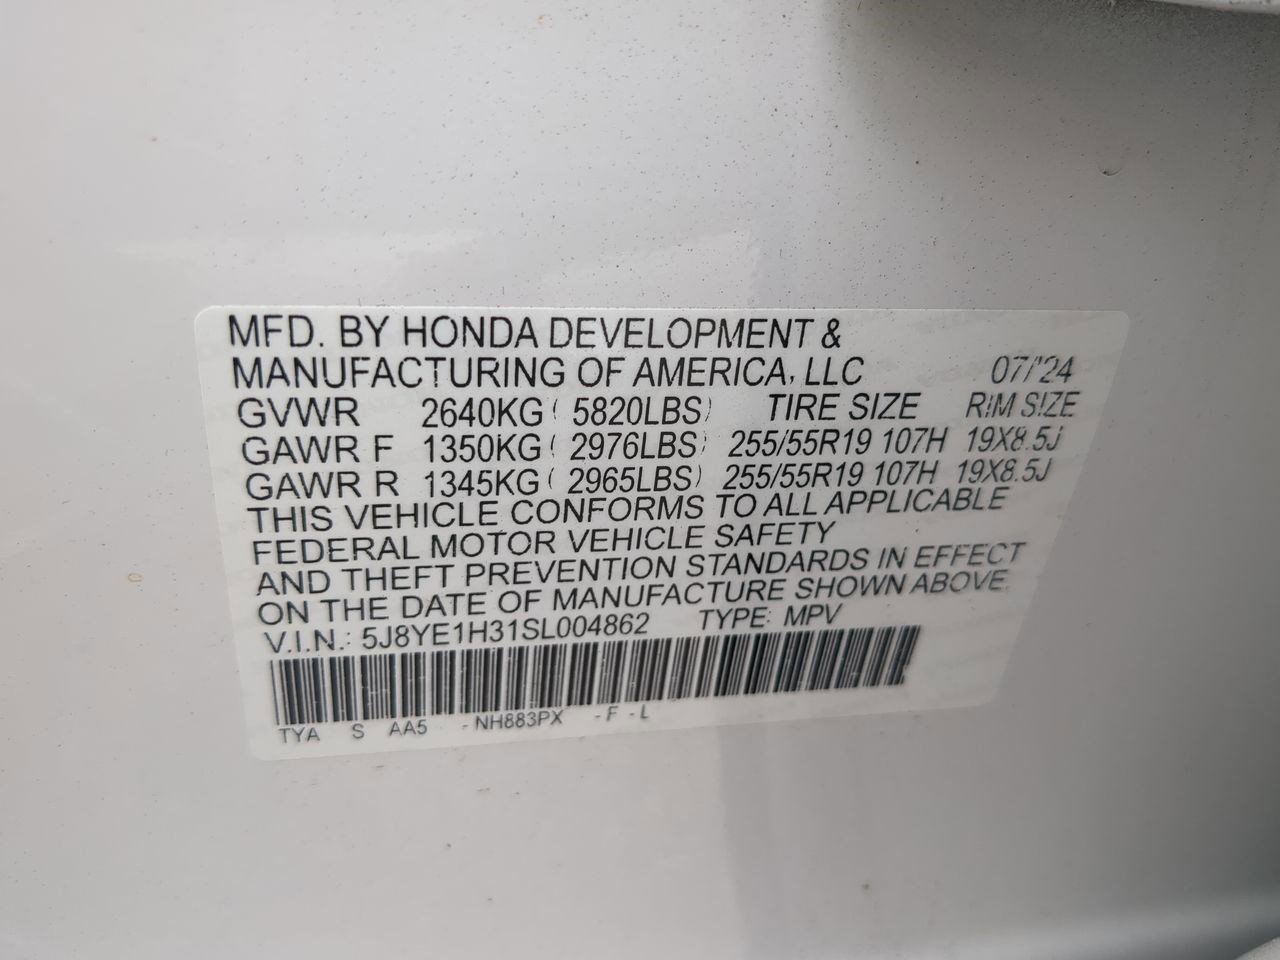 MFD. BY HONDA DEVELOPMENT &
MANUFACTURING OF AMERICA, LLC 07/24
GVWR 2640KG ( 5820LBS) TIRE SIZE RIM SIZE
GAWR F 1350KG ( 2976LBS) 255/55R19 107H 19X8.5J
GAWR R 1345KG ( 2965LBS) 255/55R19 107H 19X8.5J
THIS VEHICLE CONFORMS TO ALL APPLICABLE
FEDERAL MOTOR VEHICLE SAFETY
AND THEFT PREVENTION STANDARDS IN EFFECT
ON THE DATE OF MANUFACTURE SHOWN ABOVE.
V.I.N.: 5J8YE1H31SL004862 TYPE: MPV
TYA S AA5 -NH883PX -F -L